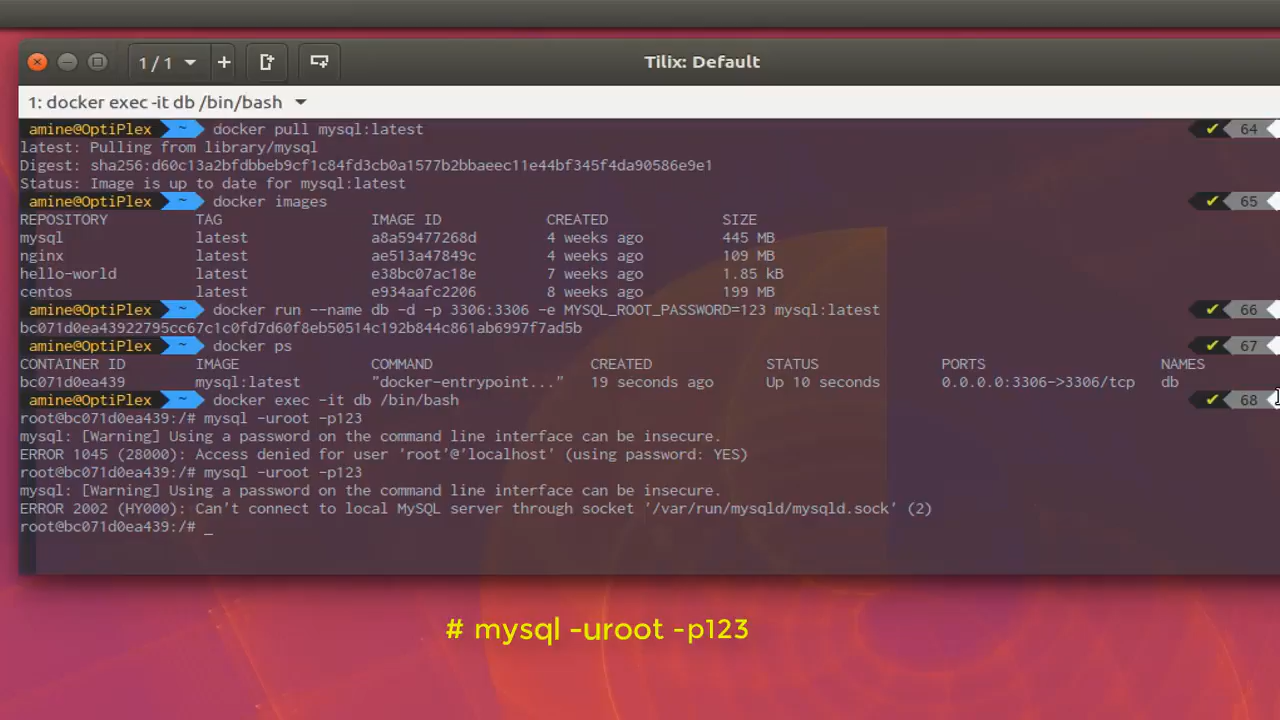 1 / 1
Tilix: Default
1: docker exec -it db /bin/bash
amine@OptiPlex ~ docker pull mysql:latest ✔ 64
latest: Pulling from library/mysql
Digest: sha256:d60c13a2bfdbbeb9cf1c84fd3cb0a1577b2bbaeec11e44bf345f4da90586e9e1
Status: Image is up to date for mysql:latest
amine@OptiPlex ~ docker images ✔ 65
REPOSITORY TAG IMAGE ID CREATED SIZE
mysql latest a8a59477268d 4 weeks ago 445 MB
nginx latest ae513a47849c 4 weeks ago 109 MB
hello-world latest e38bc07ac18e 7 weeks ago 1.85 kB
centos latest e934aafc2206 8 weeks ago 199 MB
amine@OptiPlex ~ docker run --name db -d -p 3306:3306 -e MYSQL_ROOT_PASSWORD=123 mysql:latest ✔ 66
bc071d0ea43922795cc67c1c0fd7d60f8eb50514c192b844c861ab6997f7ad5b
amine@OptiPlex ~ docker ps ✔ 67
CONTAINER ID IMAGE COMMAND CREATED STATUS PORTS NAMES
bc071d0ea439 mysql:latest "docker-entrypoint..." 19 seconds ago Up 10 seconds 0.0.0.0:3306->3306/tcp db
amine@OptiPlex ~ docker exec -it db /bin/bash ✔ 68
root@bc071d0ea439:/# mysql -uroot -p123
mysql: [Warning] Using a password on the command line interface can be insecure.
ERROR 1045 (28000): Access denied for user 'root'@'localhost' (using password: YES)
root@bc071d0ea439:/# mysql -uroot -p123
mysql: [Warning] Using a password on the command line interface can be insecure.
ERROR 2002 (HY000): Can't connect to local MySQL server through socket '/var/run/mysqld/mysqld.sock' (2)
root@bc071d0ea439:/# _
# mysql -uroot -p123